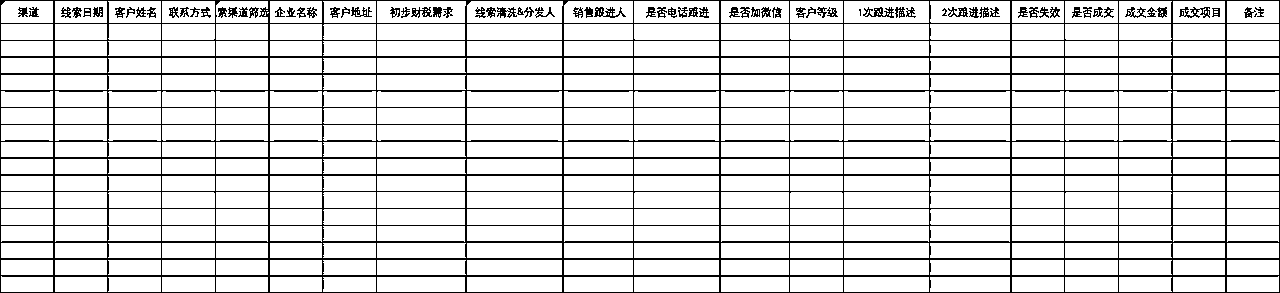 渠道 线索日期 客户姓名 联系方式 索渠道筛选 企业名称 客户地址 初步财税需求 线索清洗&分发人 销售跟进人 是否电话跟进 是否加微信 客户等级 1次跟进描述 2次跟进描述 是否失效 是否成交 成交金额 成交项目 备注